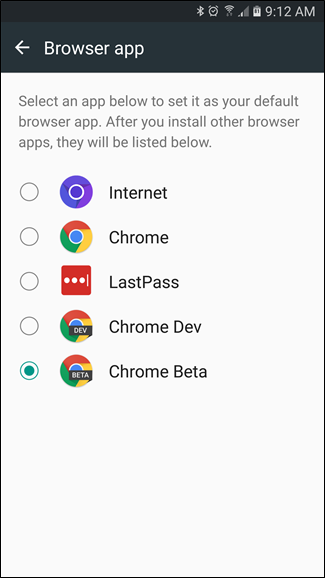 9:12 AM
Browser app
Select an app below to set it as your default
browser app. After you install other browser
apps, they will be listed below.
Internet
Chrome
LastPass
DEV
Chrome Dev
BETA
Chrome Beta